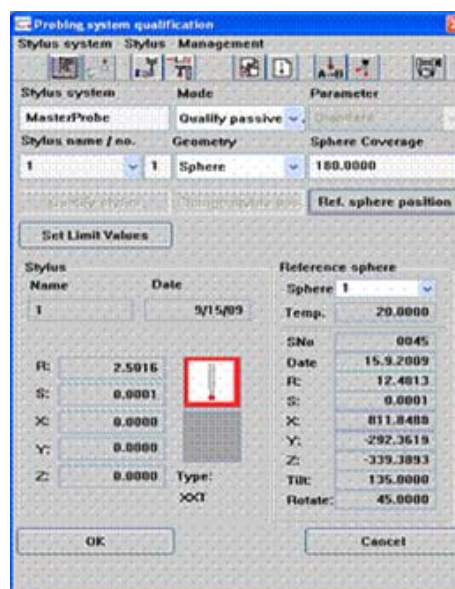 Probing system qualification
Stylus system Stylus Management
Stylus system Mode Parameter
MasterProbe Qualify passive
Stylus name / no. Geometry Sphere Coverage
1 1 Sphere 180.0000
Ref. sphere position
Set Limit Values
Stylus Reference sphere
Name Date Sphere 1
1 9/15/09 Temp. 20.0000
SNo 0045
Date 15.9.2009
R: 2.5016 R: 12.4813
S: 0.0001 S: 0.0001
X: 0.0000 X: 811.8488
Y: 0.0000 Y: -292.3619
Z: 0.0000 Type: Z: -339.3893
XXT Tilt: 135.0000
Rotate: 45.0000
OK Cancel